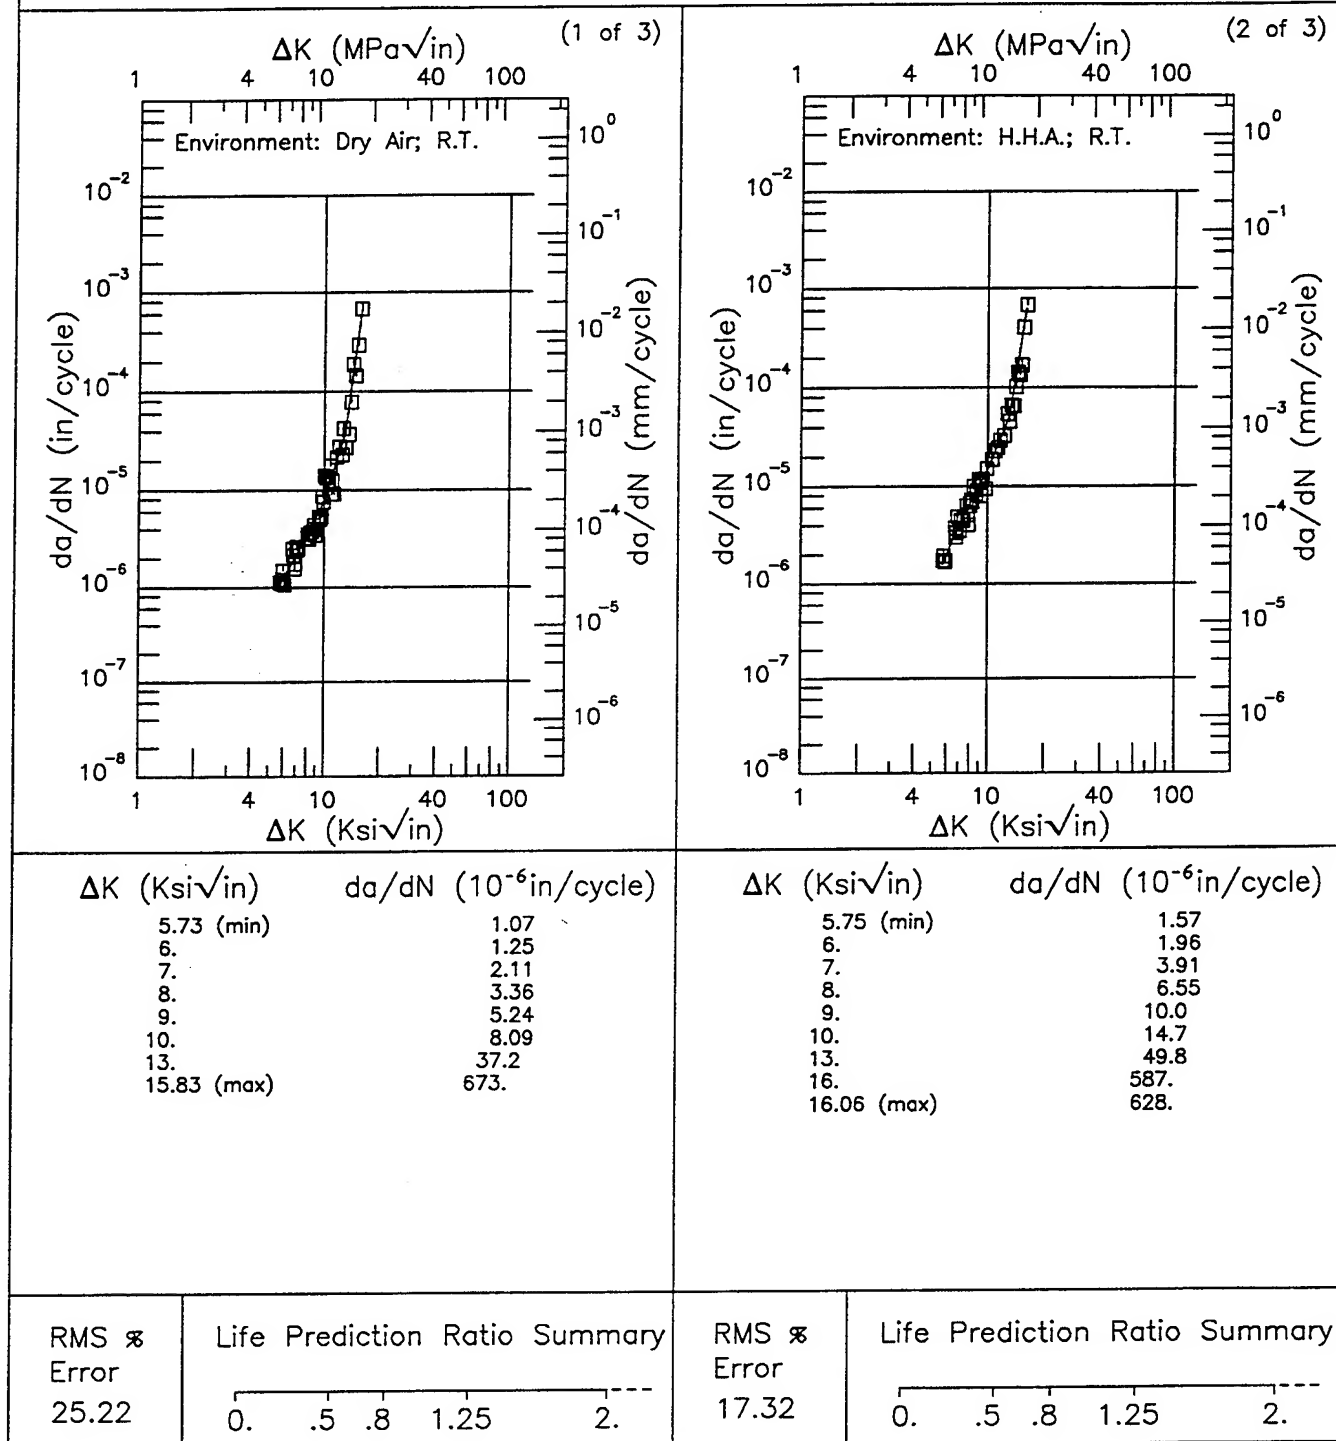 (1 of 3)
ΔK (MPa√in)
1 4 10 40 100
Environment: Dry Air; R.T.
10⁰
10⁻²
10⁻¹
10⁻³
10⁻²
10⁻⁴
10⁻³
10⁻⁵
10⁻⁴
10⁻⁶
10⁻⁵
10⁻⁷
10⁻⁶
10⁻⁸
da/dN (in/cycle)
da/dN (mm/cycle)
1 4 10 40 100
ΔK (Ksi√in)
ΔK (Ksi√in) da/dN (10⁻⁶in/cycle)
5.73 (min) 1.07
6. 1.25
7. 2.11
8. 3.36
9. 5.24
10. 8.09
13. 37.2
15.83 (max) 673.
RMS %
Error
25.22
Life Prediction Ratio Summary
0. .5 .8 1.25 2.
(2 of 3)
ΔK (MPa√in)
1 4 10 40 100
Environment: H.H.A.; R.T.
10⁰
10⁻²
10⁻¹
10⁻³
10⁻²
10⁻⁴
10⁻³
10⁻⁵
10⁻⁴
10⁻⁶
10⁻⁵
10⁻⁷
10⁻⁶
10⁻⁸
da/dN (in/cycle)
da/dN (mm/cycle)
1 4 10 40 100
ΔK (Ksi√in)
ΔK (Ksi√in) da/dN (10⁻⁶in/cycle)
5.75 (min) 1.57
6. 1.96
7. 3.91
8. 6.55
9. 10.0
10. 14.7
13. 49.8
16. 587.
16.06 (max) 628.
RMS %
Error
17.32
Life Prediction Ratio Summary
0. .5 .8 1.25 2.